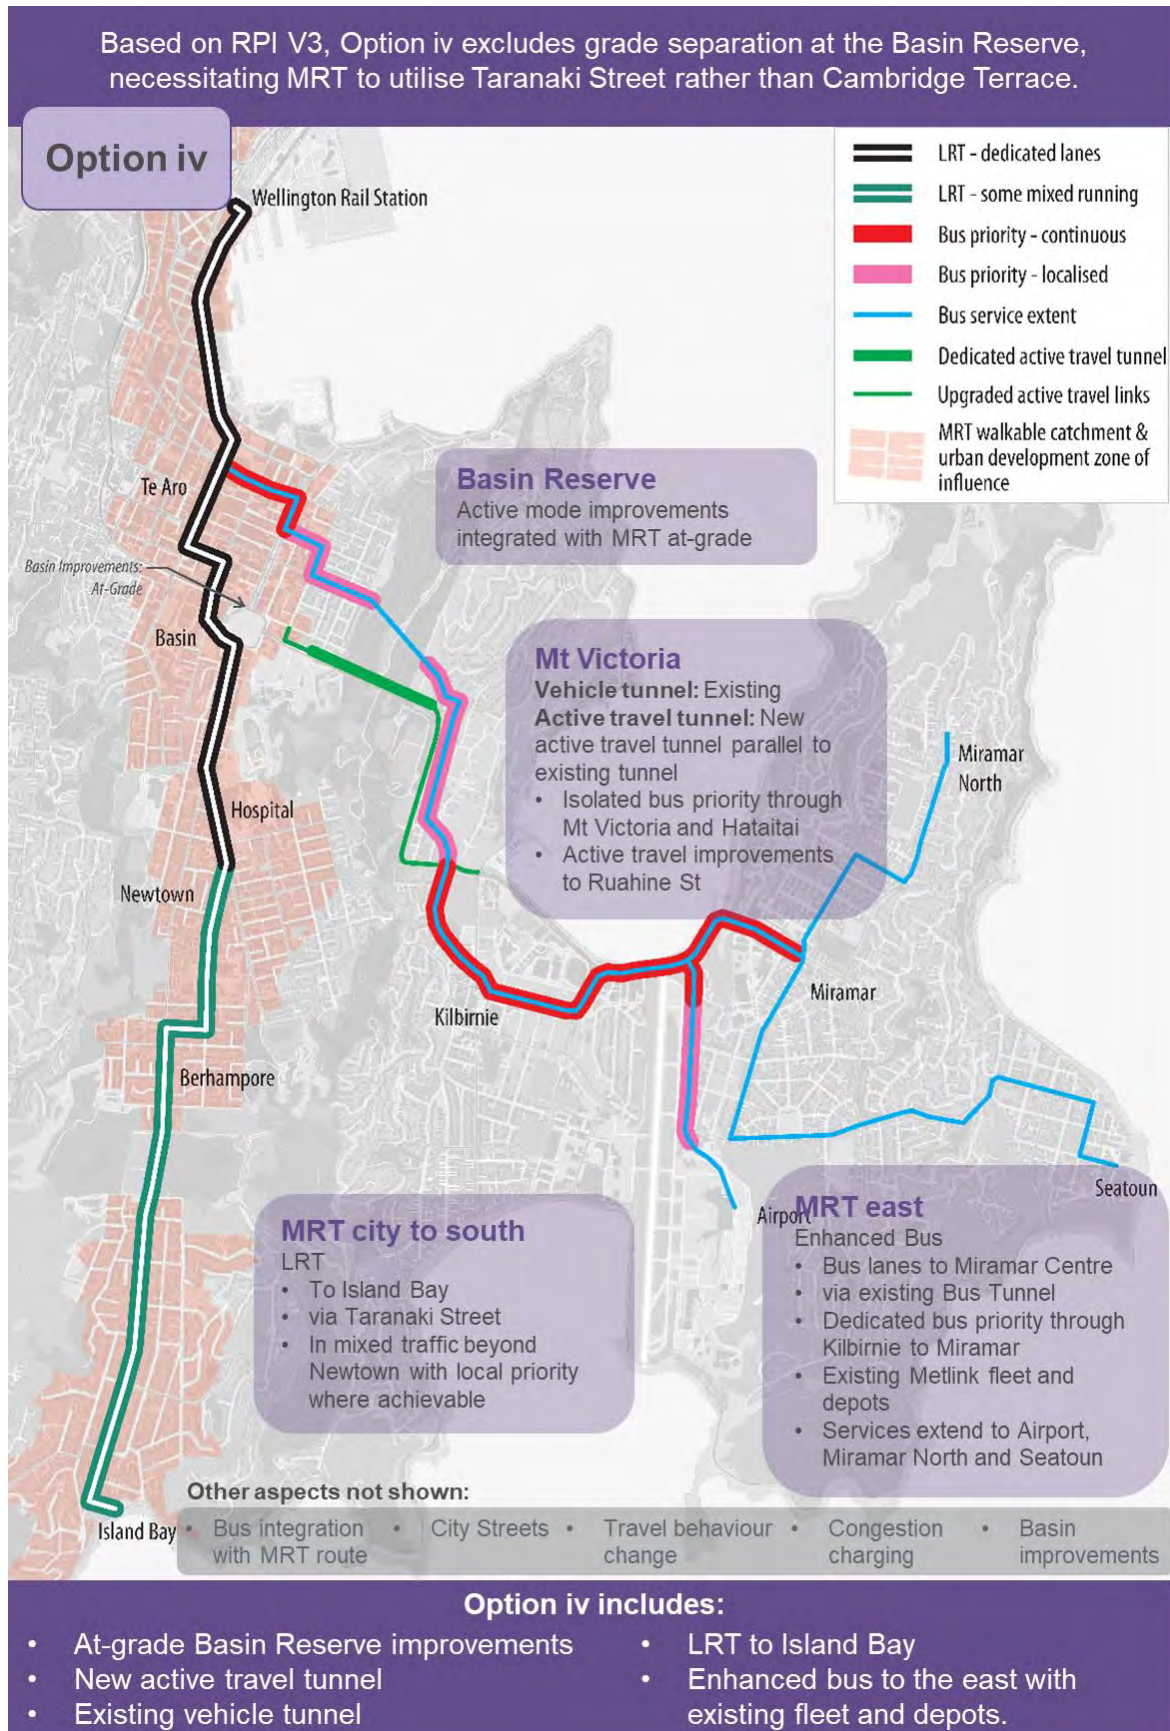 Based on RPI V3, Option iv excludes grade separation at the Basin Reserve,
necessitating MRT to utilise Taranaki Street rather than Cambridge Terrace.
Option iv
Wellington Rail Station
LRT - dedicated lanes
LRT - some mixed running
Bus priority - continuous
Bus priority - localised
Bus service extent
Dedicated active travel tunnel
Upgraded active travel links
MRT walkable catchment &
urban development zone of
influence
Te Aro
Basin Reserve
Active mode improvements
integrated with MRT at-grade
Basin Improvements:
At-Grade
Basin
Mt Victoria
Vehicle tunnel: Existing
Active travel tunnel: New
active travel tunnel parallel to
existing tunnel
• Isolated bus priority through
Mt Victoria and Hataitai
• Active travel improvements
to Ruahine St
Miramar
North
Hospital
Newtown
Kilbirnie
Miramar
Berhampore
Seatoun
Airport
MRT city to south
LRT
• To Island Bay
• via Taranaki Street
• In mixed traffic beyond
Newtown with local priority
where achievable
MRT east
Enhanced Bus
• Bus lanes to Miramar Centre
• via existing Bus Tunnel
• Dedicated bus priority through
Kilbirnie to Miramar
• Existing Metlink fleet and
depots
• Services extend to Airport,
Miramar North and Seatoun
Island Bay
Other aspects not shown:
• Bus integration
with MRT route
• City Streets
• Travel behaviour
change
• Congestion
charging
• Basin
improvements
Option iv includes:
• At-grade Basin Reserve improvements
• New active travel tunnel
• Existing vehicle tunnel
• LRT to Island Bay
• Enhanced bus to the east with
existing fleet and depots.